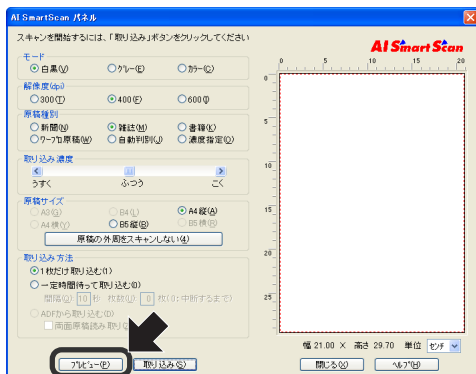 AI SmartScan パネル
スキャンを開始するには、「取り込み」ボタンをクリックしてください
AI Smart Scan
モード
白黒(V) グレー(E) カラー(C)
解像度(dpi)
300(T) 400(F) 600(I)
原稿種別
新聞(N) 雑誌(M) 書籍(K)
ワープロ原稿(W) 自動判別(J) 濃度指定(O)
取り込み濃度
うすく ふつう こく
原稿サイズ
A3(G) B4(L) A4縦(A)
A4横(Y) B5縦(B) B5横(R)
原稿の外周をスキャンしない(4)
取り込み方法
1枚だけ取り込む(1)
一定時間待って取り込む(0)
間隔(Q) 10 秒 枚数(U) 0 枚(0:中断するまで)
ADFから取り込む(D)
両面原稿読み取り
プレビュー(P) 取り込み(S)
0 5 10 15 20
0
5
10
15
20
25
幅 21.00 × 高さ 29.70 単位 センチ
閉じる(X) ヘルプ(H)